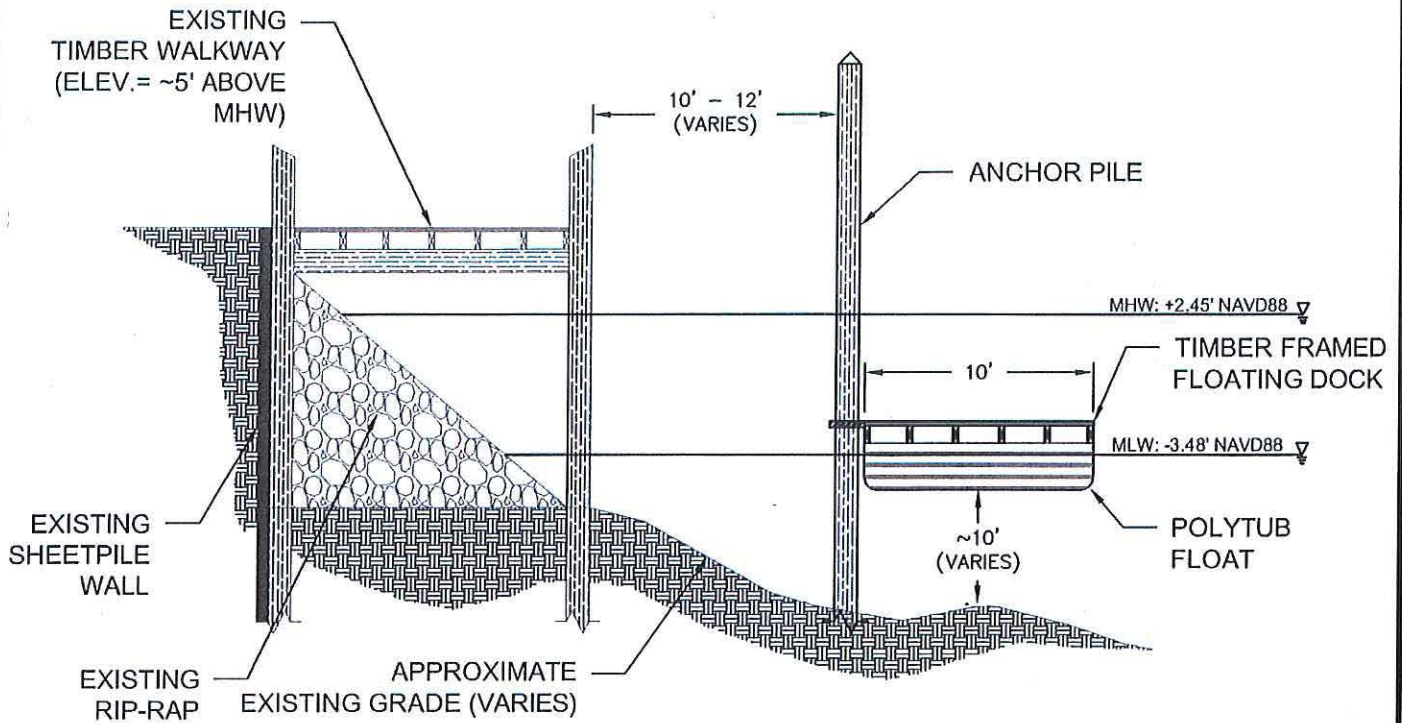 EXISTING
TIMBER WALKWAY
(ELEV.= ~5' ABOVE
MHW)
10' - 12'
(VARIES)
ANCHOR PILE
MHW: +2.45' NAVD88
TIMBER FRAMED
FLOATING DOCK
10'
MLW: -3.48' NAVD88
EXISTING
SHEETPILE
WALL
~10'
(VARIES)
POLYTUB
FLOAT
EXISTING
RIP-RAP
APPROXIMATE
EXISTING GRADE (VARIES)